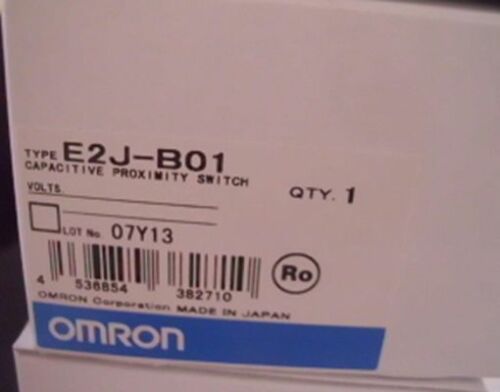 TYPE E2J-B01
CAPACITIVE PROXIMITY SWITCH
QTY. 1
VOLTS.
LOT No. 07Y13
4 536854 382710
Ro
OMRON Corporation MADE IN JAPAN
OMRON